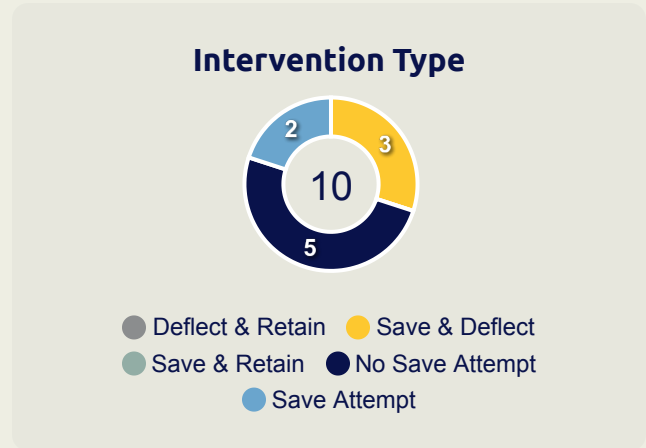 Intervention Type
2
3
10
5
Deflect & Retain Save & Deflect
Save & Retain No Save Attempt
Save Attempt